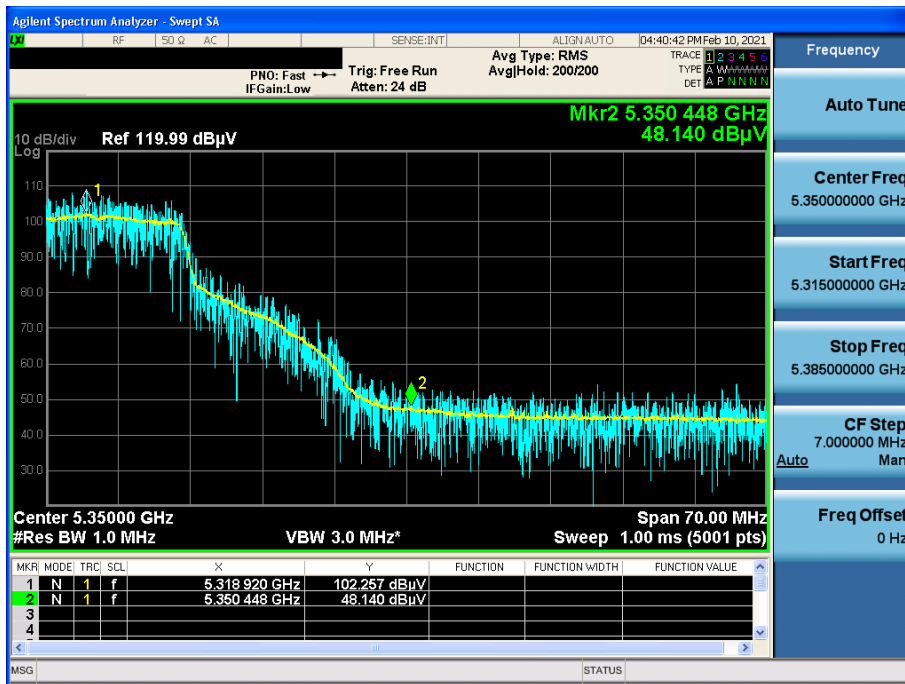 Agilent Spectrum Analyzer - Swept SA
LXI RF 50 Ω AC SENSE:INT ALIGN AUTO 04:40:42 PM Feb 10, 2021
PNO: Fast Trig: Free Run Avg Type: RMS TRACE 1 2 3 4 5 6
IFGain:Low Atten: 24 dB Avg|Hold: 200/200 TYPE A WWWWWW
DET A P N N N N
Mkr2 5.350 448 GHz
48.140 dBµV
10 dB/div Ref 119.99 dBµV
Log
110
100
90.0
80.0
70.0
60.0
50.0
40.0
30.0
1
2
Center 5.35000 GHz Span 70.00 MHz
#Res BW 1.0 MHz VBW 3.0 MHz* Sweep 1.00 ms (5001 pts)
MKR MODE TRC SCL X Y FUNCTION FUNCTION WIDTH FUNCTION VALUE
1 N 1 f 5.318 920 GHz 102.257 dBµV
2 N 1 f 5.350 448 GHz 48.140 dBµV
3
4
MSG STATUS
Frequency
Auto Tune
Center Freq
5.350000000 GHz
Start Freq
5.315000000 GHz
Stop Freq
5.385000000 GHz
CF Step
7.000000 MHz
Auto Man
Freq Offset
0 Hz